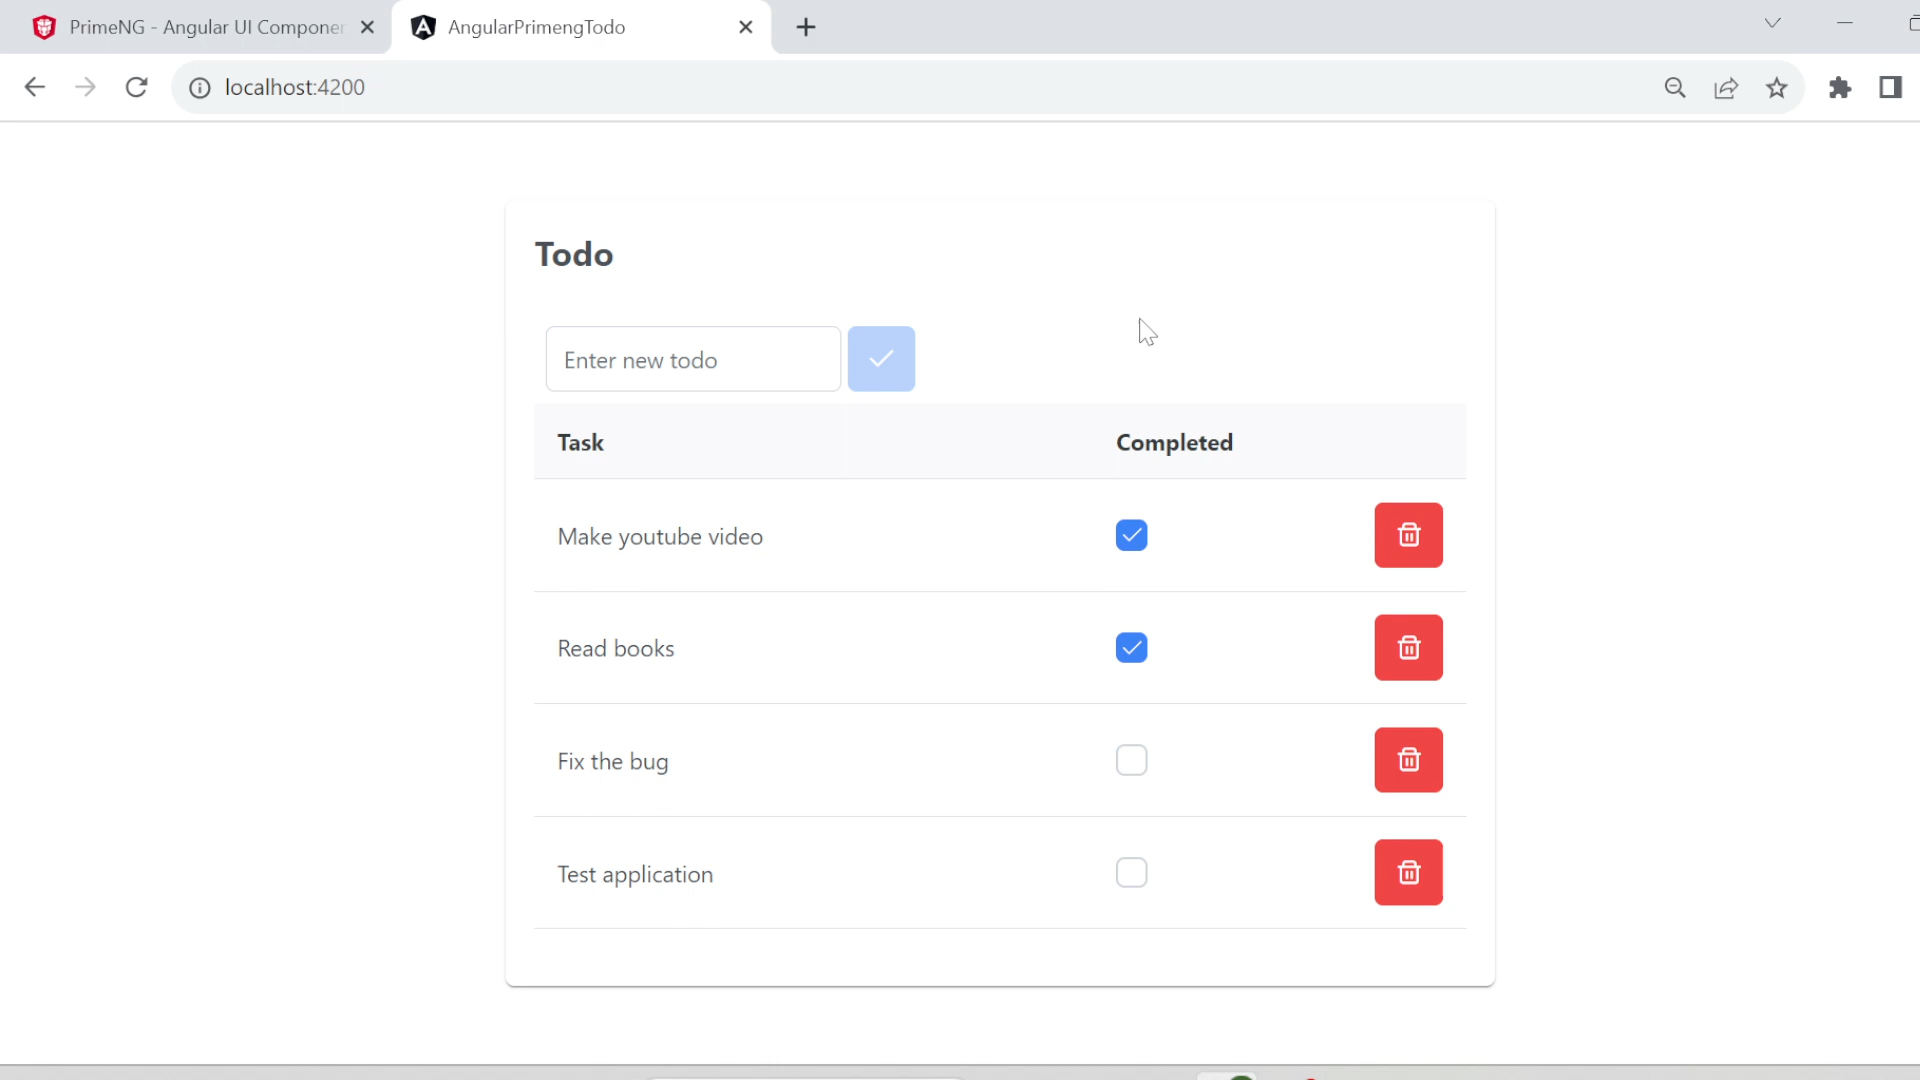 PrimeNG - Angular UI Componen
AngularPrimengTodo
localhost:4200
Todo
Enter new todo
Task Completed
Make youtube video
Read books
Fix the bug
Test application